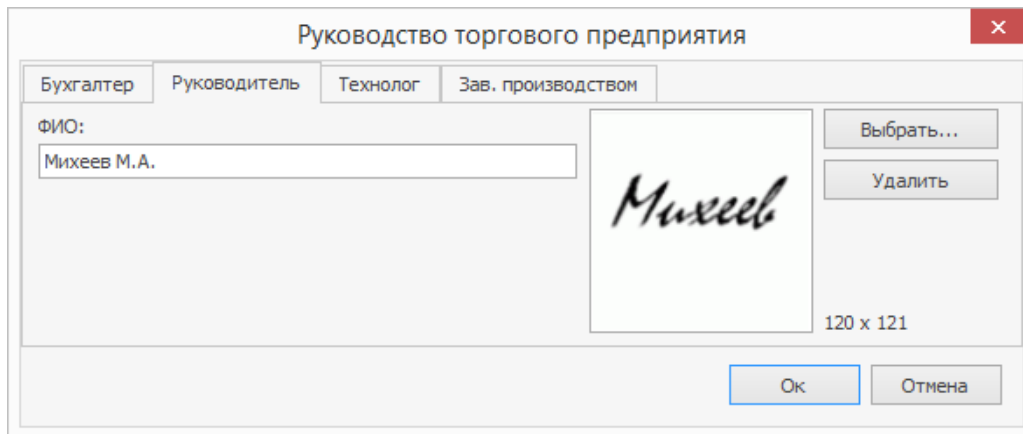 Руководство торгового предприятия
Бухгалтер Руководитель Технолог Зав. производством
ФИО:
Михеев М.А.
Михеев
Выбрать...
Удалить
120 x 121
Ок Отмена